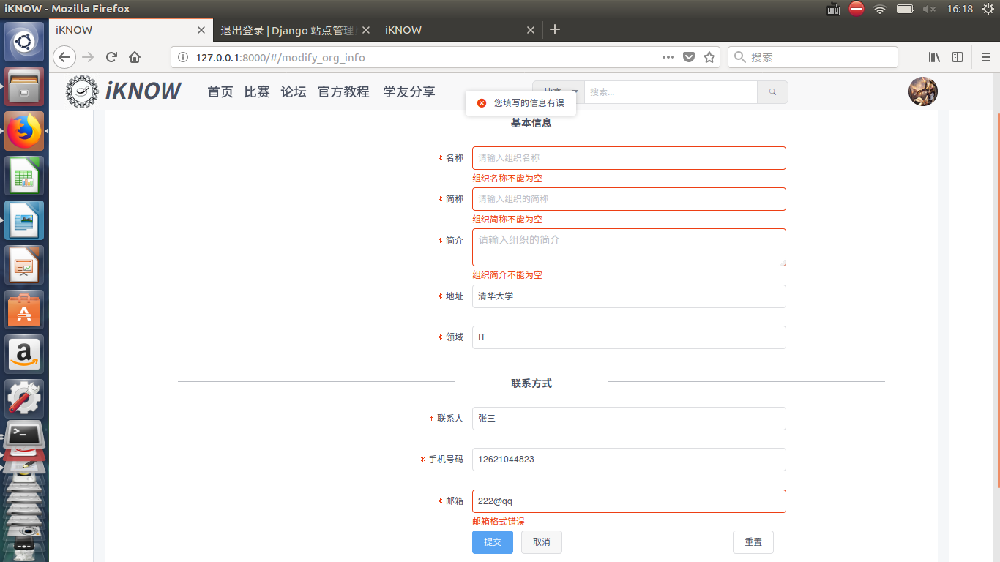 iKNOW - Mozilla Firefox
16:18
iKNOW
退出登录 | Django 站点管理
iKNOW
127.0.0.1:8000/#/modify_org_info
搜索
iKNOW 首页 比赛 论坛 官方教程 学友分享
搜索...
您填写的信息有误
基本信息
* 名称 请输入组织名称
组织名称不能为空
* 简称 请输入组织的简称
组织简称不能为空
* 简介 请输入组织的简介
组织简介不能为空
* 地址 清华大学
* 领域 IT
联系方式
* 联系人 张三
* 手机号码 12621044823
* 邮箱 222@qq
邮箱格式错误
提交 取消 重置